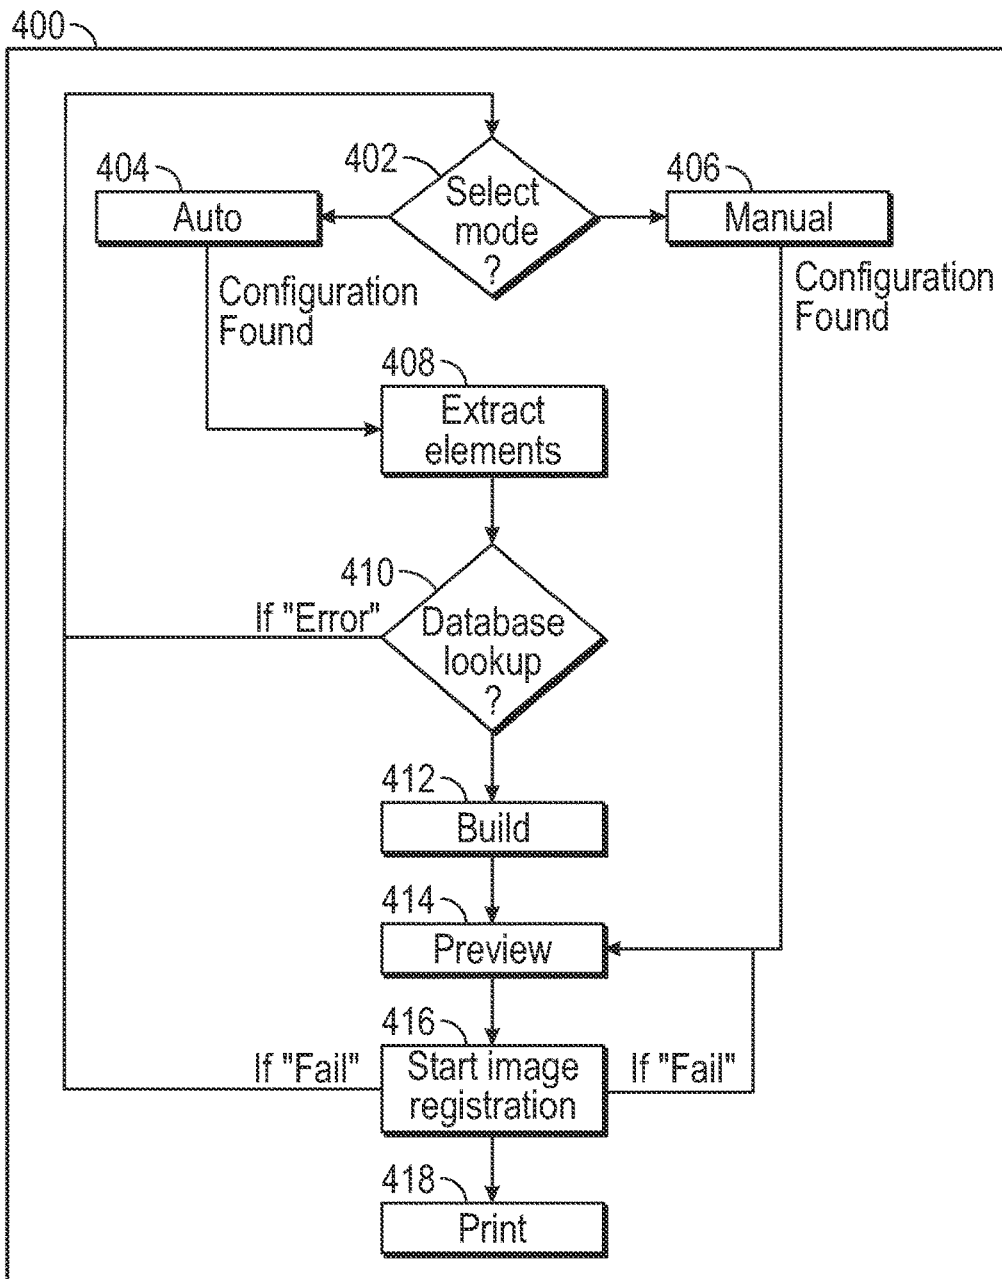 400
402
Select
mode
?
404
Auto
406
Manual
Configuration
Found
Configuration
Found
408
Extract
elements
410
If "Error"
Database
lookup
?
412
Build
414
Preview
416
If "Fail"
Start image
registration
If "Fail"
418
Print